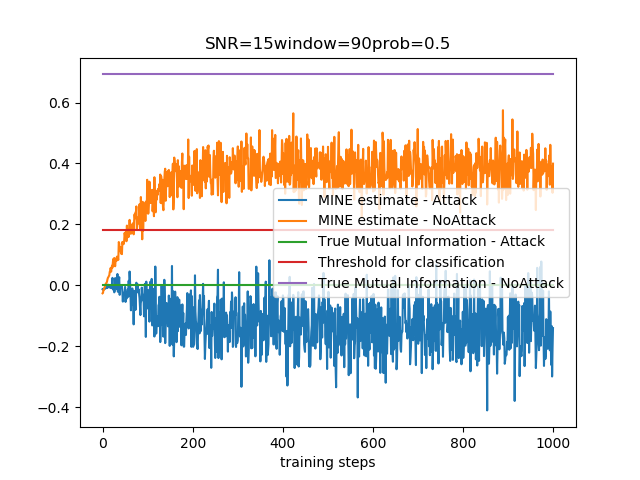 SNR=15window=90prob=0.5
0.6
0.4
0.2
0.0
−0.2
−0.4
MINE estimate - Attack
MINE estimate - NoAttack
True Mutual Information - Attack
Threshold for classification
True Mutual Information - NoAttack
0 200 400 600 800 1000
training steps